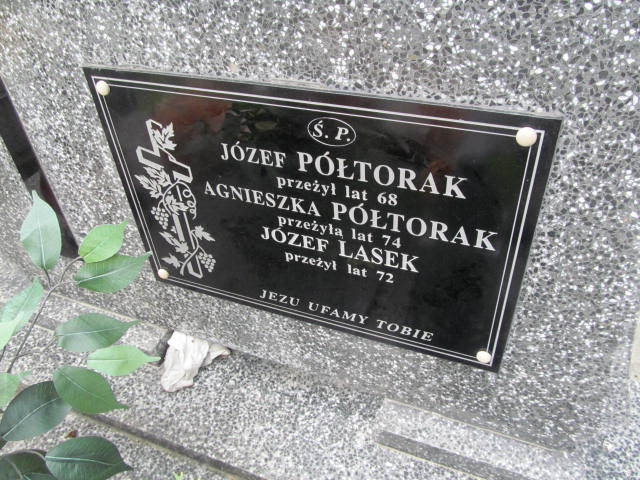 Ś. P.
JÓZEF PÓŁTORAK
przeżył lat 68
AGNIESZKA PÓŁTORAK
przeżyła lat 74
JÓZEF LASEK
przeżył lat 72
JEZU UFAMY TOBIE